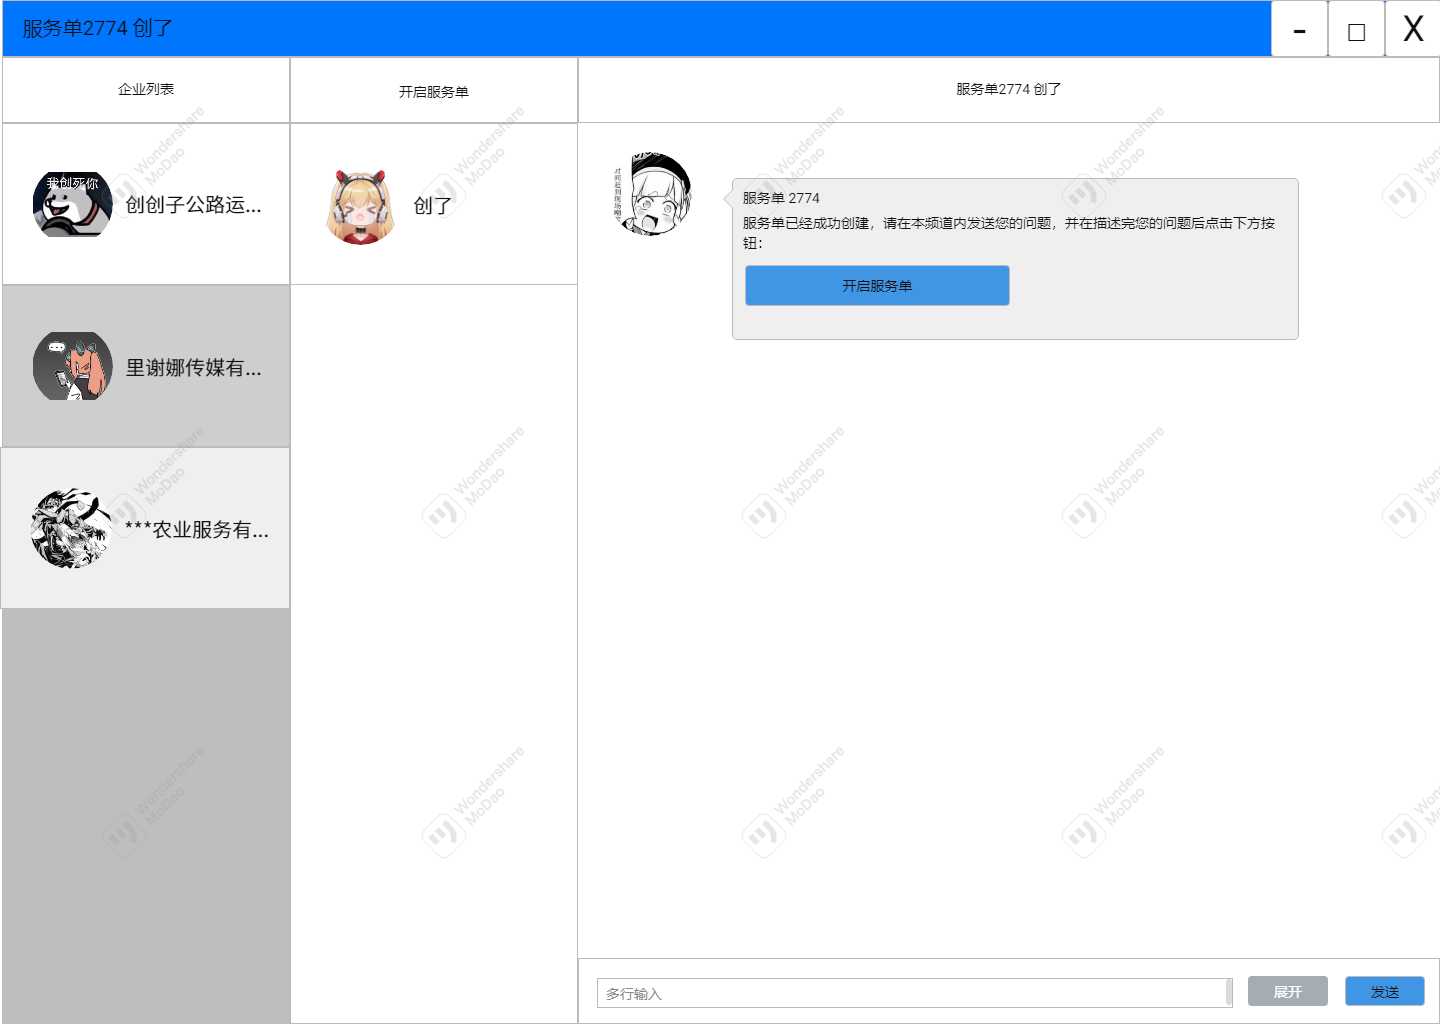 服务单2774 创了
- □ X
企业列表
开启服务单
服务单2774 创了
我创死你
创创子公路运...
创了
服务单 2774
服务单已经成功创建，请在本频道内发送您的问题，并在描述完您的问题后点击下方按
钮：
开启服务单
里谢娜传媒有...
***农业服务有...
多行输入
展开
发送
Wondershare
MoDao